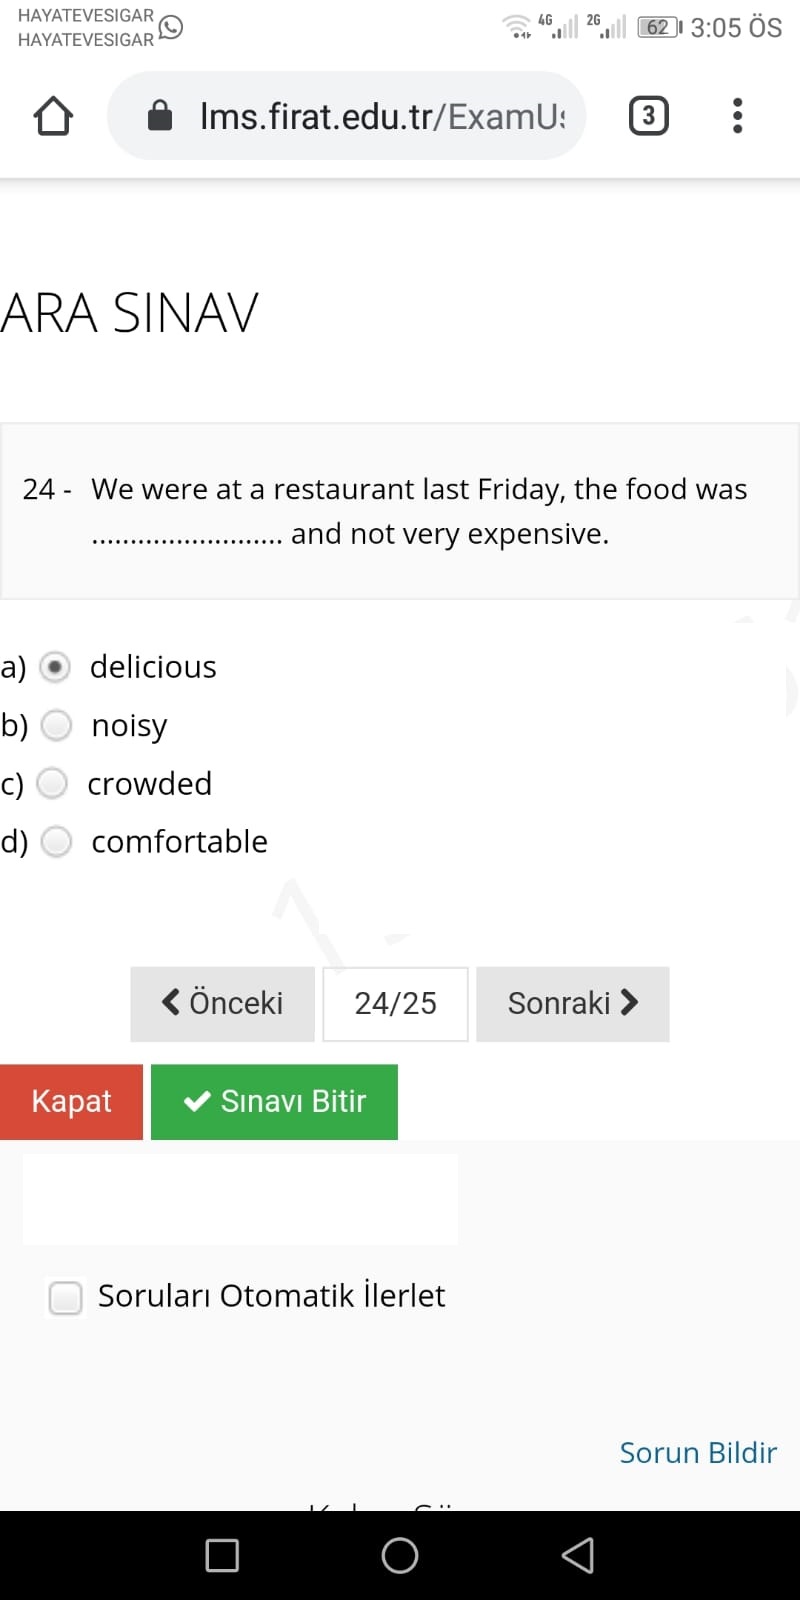 HAYATEVESIGAR
HAYATEVESIGAR
4G 2G 62 3:05 ÖS
lms.firat.edu.tr/ExamU
3
ARA SINAV
24 - We were at a restaurant last Friday, the food was
......................... and not very expensive.
a) delicious
b) noisy
c) crowded
d) comfortable
Önceki 24/25 Sonraki
Kapat Sınavı Bitir
Soruları Otomatik İlerlet
Sorun Bildir